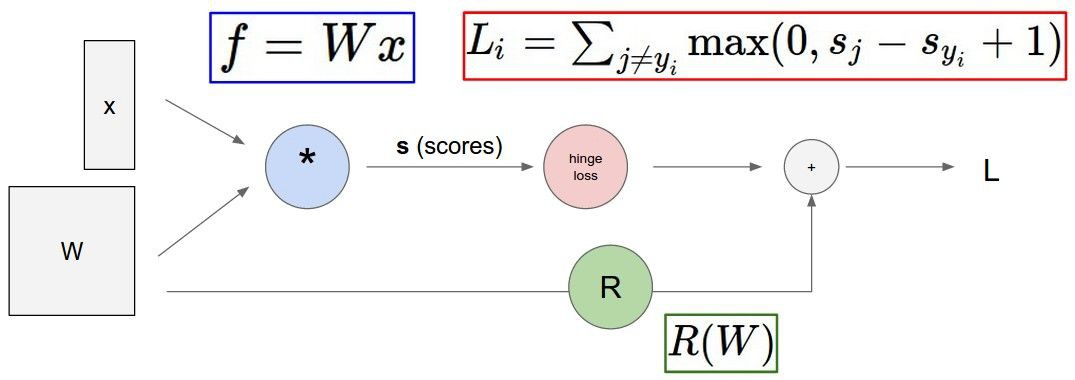 f = Wx
L_i = ∑_{j≠y_i} max(0, s_j − s_{y_i} + 1)
x
W
*
s (scores)
hinge
loss
+
L
R
R(W)